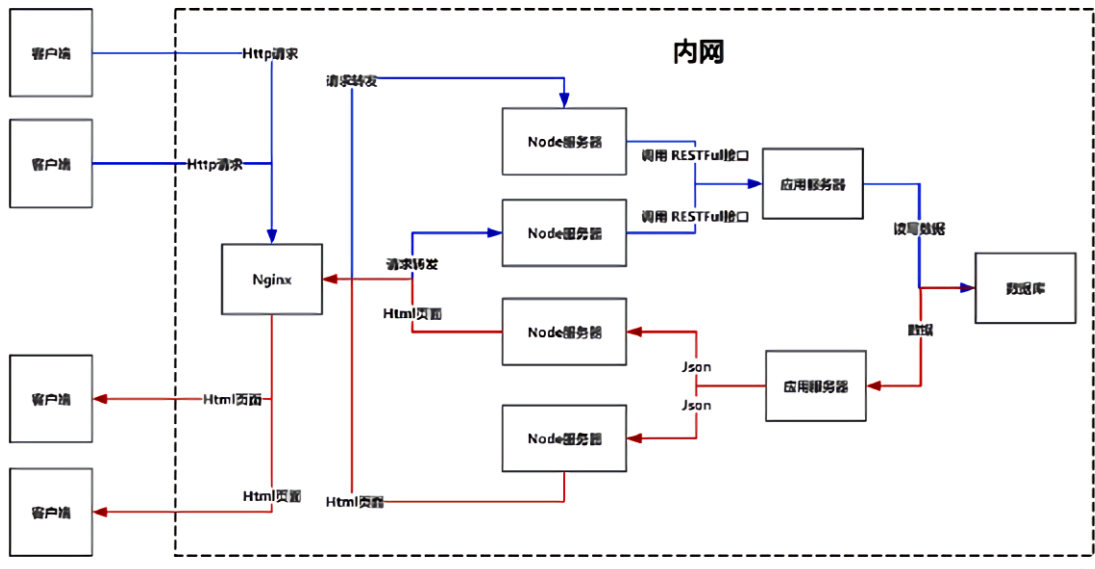 内网
客户端
Http请求
请求转发
Node服务器
调用 RESTFul接口
客户端
Http请求
应用服务器
调用 RESTFul接口
Node服务器
读写数据
请求转发
Nginx
数据库
Html页面
Node服务器
数据
Json
应用服务器
客户端
Html页面
Json
Node服务器
Html页面
Html页面
客户端